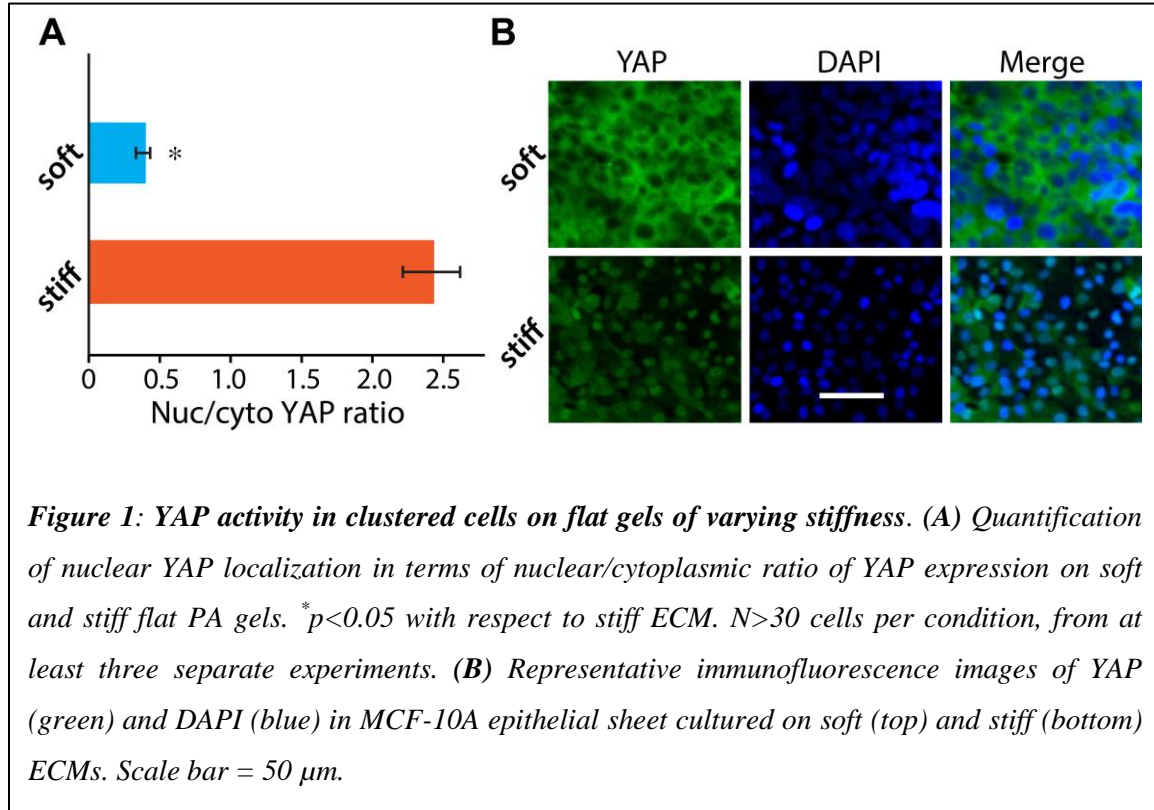 A
soft
*
stiff
0 0.5 1.0 1.5 2.0 2.5
Nuc/cyto YAP ratio
B
YAP DAPI Merge
soft
stiff
Figure 1: YAP activity in clustered cells on flat gels of varying stiffness. (A) Quantification
of nuclear YAP localization in terms of nuclear/cytoplasmic ratio of YAP expression on soft
and stiff flat PA gels. *p<0.05 with respect to stiff ECM. N>30 cells per condition, from at
least three separate experiments. (B) Representative immunofluorescence images of YAP
(green) and DAPI (blue) in MCF-10A epithelial sheet cultured on soft (top) and stiff (bottom)
ECMs. Scale bar = 50 μm.